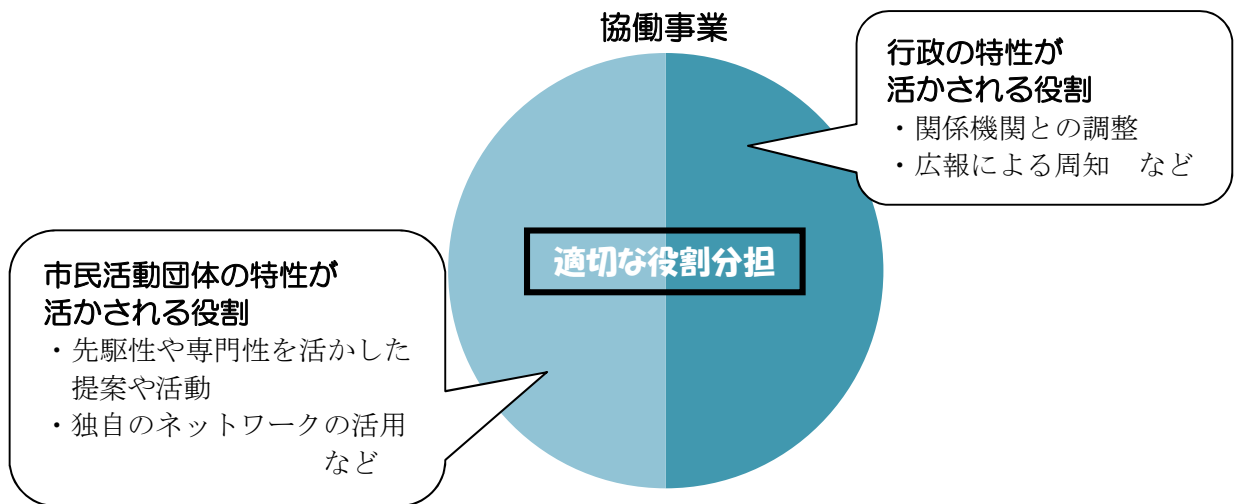 協働事業
行政の特性が
活かされる役割
・関係機関との調整
・広報による周知　など
適切な役割分担
市民活動団体の特性が
活かされる役割
・先駆性や専門性を活かした
提案や活動
・独自のネットワークの活用
など